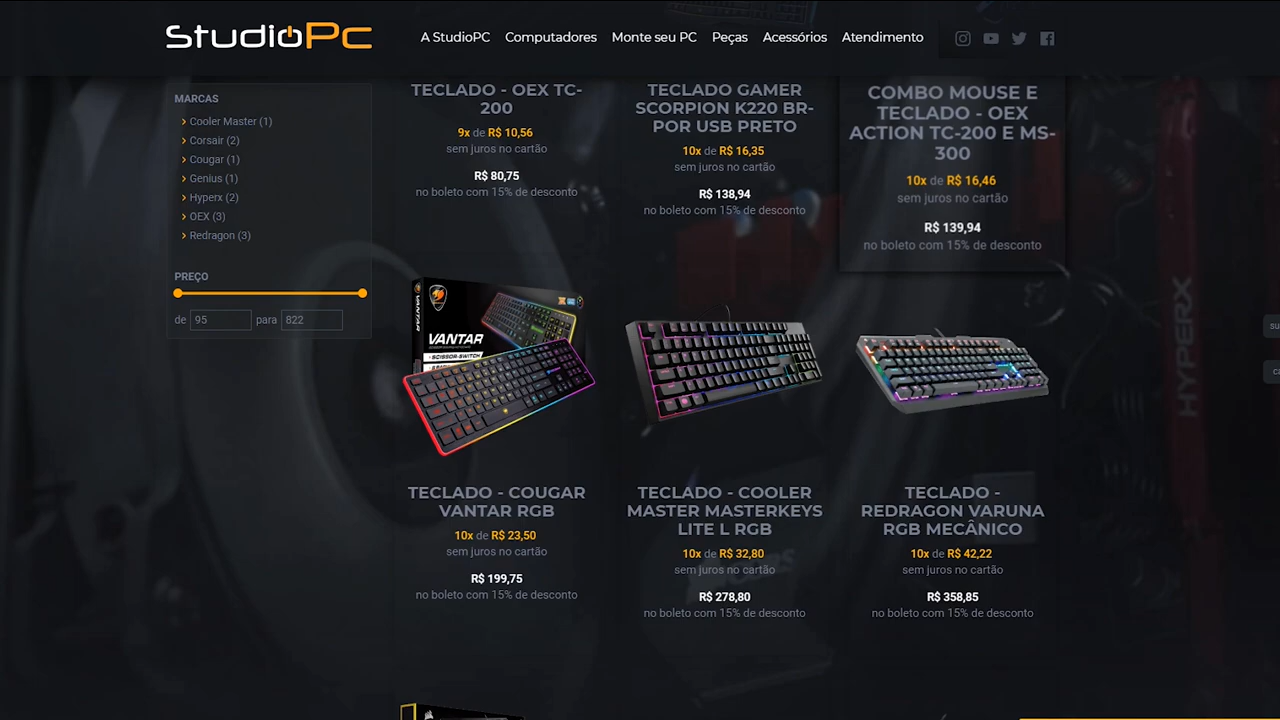 StudioPc
A StudioPC
Computadores
Monte seu PC
Peças
Acessórios
Atendimento
MARCAS
Cooler Master (1)
Corsair (2)
Cougar (1)
Genius (1)
Hyperx (2)
OEX (3)
Redragon (3)
PREÇO
de 95 para 822
TECLADO - OEX TC-
200
9x de R$ 10,56
sem juros no cartão
R$ 80,75
no boleto com 15% de desconto
TECLADO GAMER
SCORPION K220 BR-
POR USB PRETO
10x de R$ 16,35
sem juros no cartão
R$ 138,94
no boleto com 15% de desconto
COMBO MOUSE E
TECLADO - OEX
ACTION TC-200 E MS-
300
10x de R$ 16,46
sem juros no cartão
R$ 139,94
no boleto com 15% de desconto
VANTAR
SCISSOR-SWITCH
TECLADO - COUGAR
VANTAR RGB
10x de R$ 23,50
sem juros no cartão
R$ 199,75
no boleto com 15% de desconto
TECLADO - COOLER
MASTER MASTERKEYS
LITE L RGB
10x de R$ 32,80
sem juros no cartão
R$ 278,80
no boleto com 15% de desconto
TECLADO -
REDRAGON VARUNA
RGB MECÂNICO
10x de R$ 42,22
sem juros no cartão
R$ 358,85
no boleto com 15% de desconto
HYPERX
su
ca